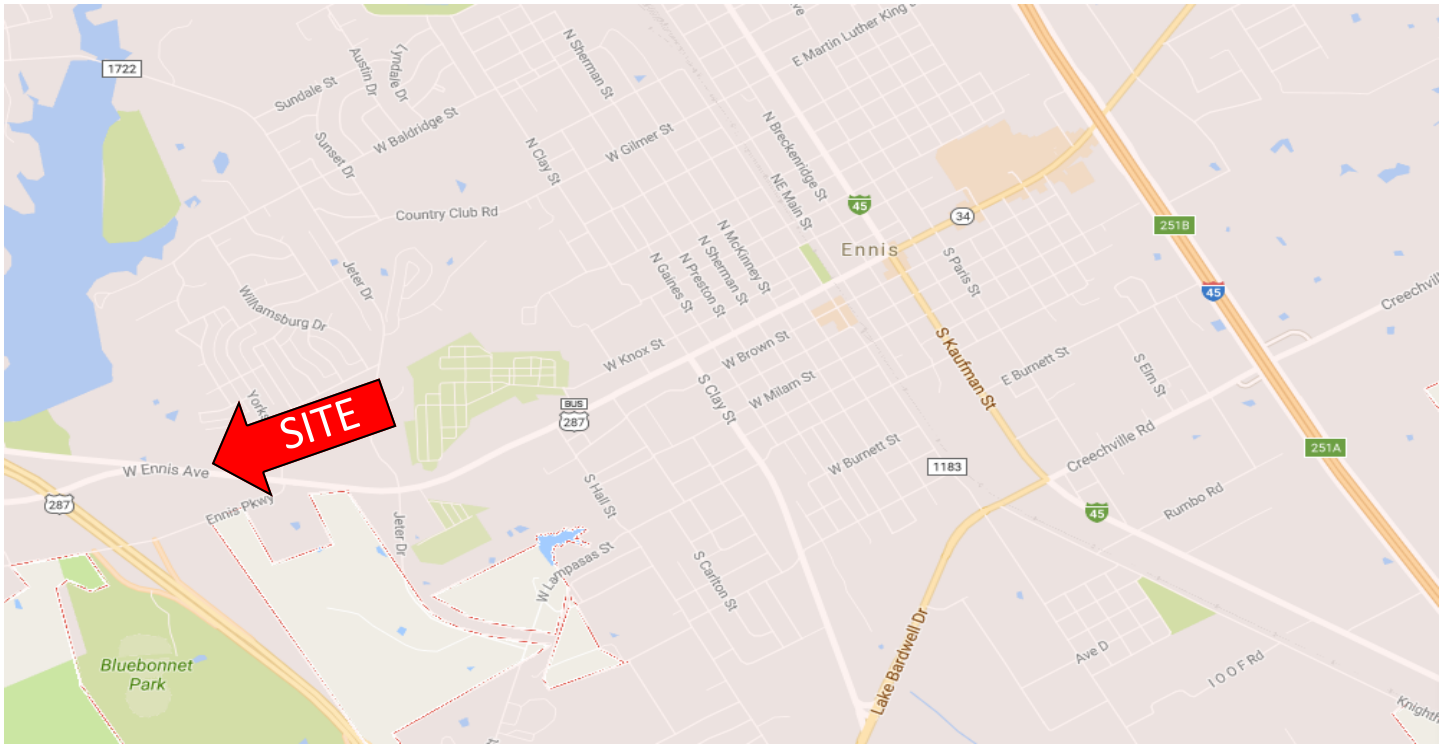 1722
Sundale St
Austin Dr
Lyndale Dr
N Sherman St
E Martin Luther King
W Baldridge St
Sunset Dr
N Clay St
W Gilmer St
N Breckenridge St
NE Main St
45
34
Country Club Rd
251B
N McKinney St
N Sherman St
N Preston St
N Gaines St
Ennis
S Paris St
Jeter Dr
Williamsburg Dr
45
W Knox St
W Brown St
S Kaufman St
E Burnett St
S Elm St
S Clay St
W Milam St
BUS
287
SITE
W Ennis Ave
W Burnett St
1183
Creechville Rd
251A
287
Ennis Pkwy
Jeter Dr
S Hall St
Rumbo Rd
45
W Lampasas St
S Carlton St
Bluebonnet
Park
Lake Bardwell Dr
Ave D
I O O F Rd